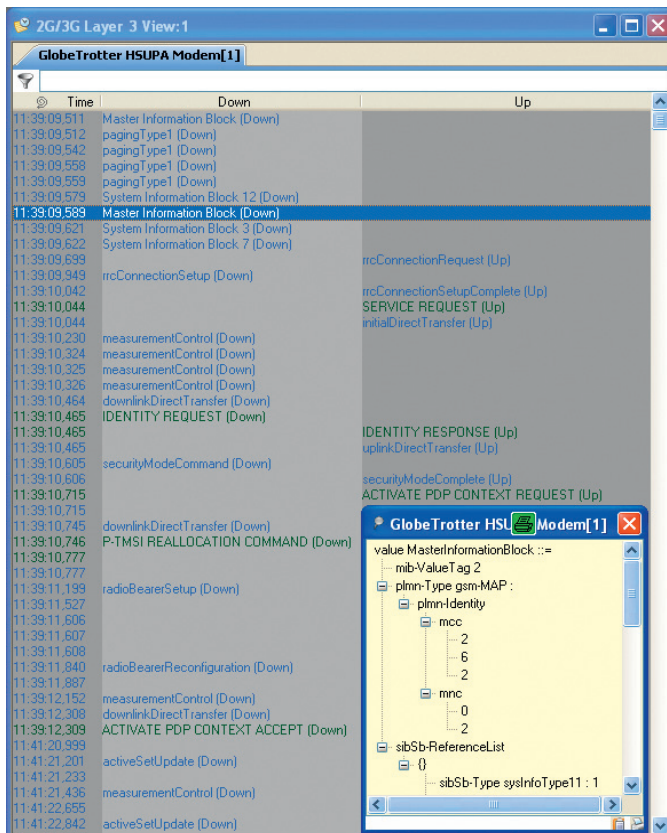 2G/3G Layer 3 View:1
GlobeTrotter HSUPA Modem[1]
Time Down Up
11:39:09,511 Master Information Block (Down)
11:39:09,512 pagingType1 (Down)
11:39:09,542 pagingType1 (Down)
11:39:09,558 pagingType1 (Down)
11:39:09,559 pagingType1 (Down)
11:39:09,579 System Information Block 12 (Down)
11:39:09,589 Master Information Block (Down)
11:39:09,621 System Information Block 3 (Down)
11:39:09,622 System Information Block 7 (Down)
11:39:09,699 rrcConnectionRequest (Up)
11:39:09,949 rrcConnectionSetup (Down)
11:39:10,042 rrcConnectionSetupComplete (Up)
11:39:10,044 SERVICE REQUEST (Up)
11:39:10,044 initialDirectTransfer (Up)
11:39:10,230 measurementControl (Down)
11:39:10,324 measurementControl (Down)
11:39:10,325 measurementControl (Down)
11:39:10,326 measurementControl (Down)
11:39:10,464 downlinkDirectTransfer (Down)
11:39:10,465 IDENTITY REQUEST (Down)
11:39:10,465 IDENTITY RESPONSE (Up)
11:39:10,465 uplinkDirectTransfer (Up)
11:39:10,605 securityModeCommand (Down)
11:39:10,606 securityModeComplete (Up)
11:39:10,715 ACTIVATE PDP CONTEXT REQUEST (Up)
11:39:10,715
11:39:10,745 downlinkDirectTransfer (Down)
11:39:10,746 P-TMSI REALLOCATION COMMAND (Down)
11:39:10,777
11:39:10,777
11:39:11,199 radioBearerSetup (Down)
11:39:11,527
11:39:11,606
11:39:11,607
11:39:11,608
11:39:11,840 radioBearerReconfiguration (Down)
11:39:11,887
11:39:12,152 measurementControl (Down)
11:39:12,308 downlinkDirectTransfer (Down)
11:39:12,309 ACTIVATE PDP CONTEXT ACCEPT (Down)
11:41:20,999
11:41:21,201 activeSetUpdate (Down)
11:41:21,233
11:41:21,436 measurementControl (Down)
11:41:22,655
11:41:22,842 activeSetUpdate (Down)
GlobeTrotter HSU Modem[1]
value MasterInformationBlock ::=
mib-ValueTag 2
plmn-Type gsm-MAP :
plmn-Identity
mcc
2
6
2
mnc
0
2
sibSb-ReferenceList
{}
sibSb-Type sysInfoType11 : 1